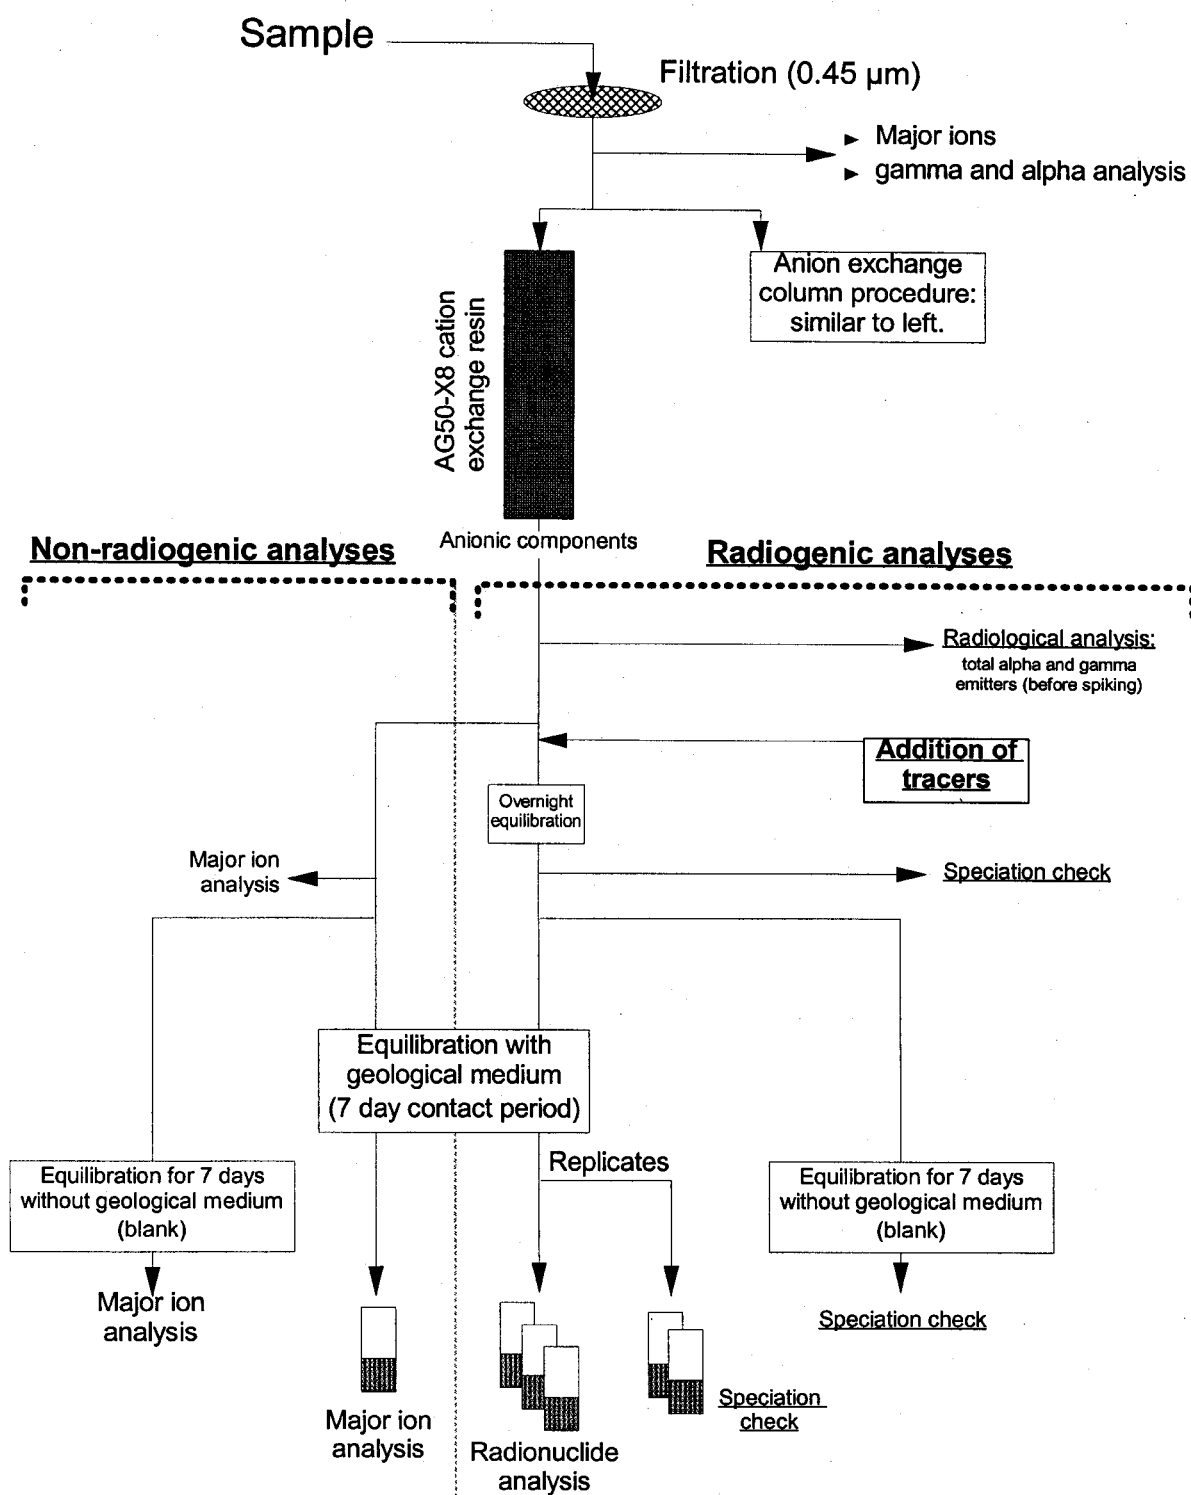 Sample
Filtration (0.45 µm)
Major ions
gamma and alpha analysis
AG50-X8 cation
exchange resin
Anion exchange
column procedure:
similar to left.
Anionic components
Non-radiogenic analyses
Radiogenic analyses
Radiological analysis:
total alpha and gamma
emitters (before spiking)
Addition of
tracers
Overnight
equilibration
Major ion
analysis
Speciation check
Equilibration with
geological medium
(7 day contact period)
Equilibration for 7 days
without geological medium
(blank)
Replicates
Equilibration for 7 days
without geological medium
(blank)
Major ion
analysis
Speciation check
Major ion
analysis
Radionuclide
analysis
Speciation
check